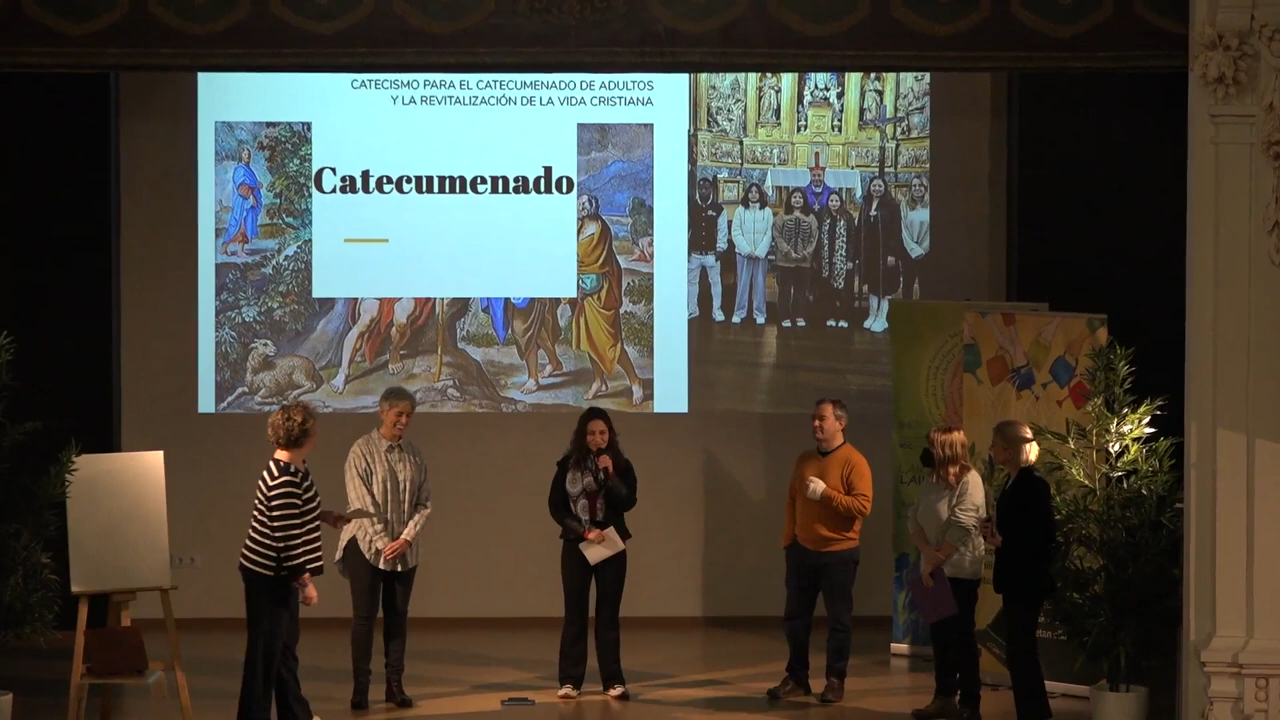 CATECISMO PARA EL CATECUMENADO DE ADULTOS
Y LA REVITALIZACIÓN DE LA VIDA CRISTIANA
Catecumenado